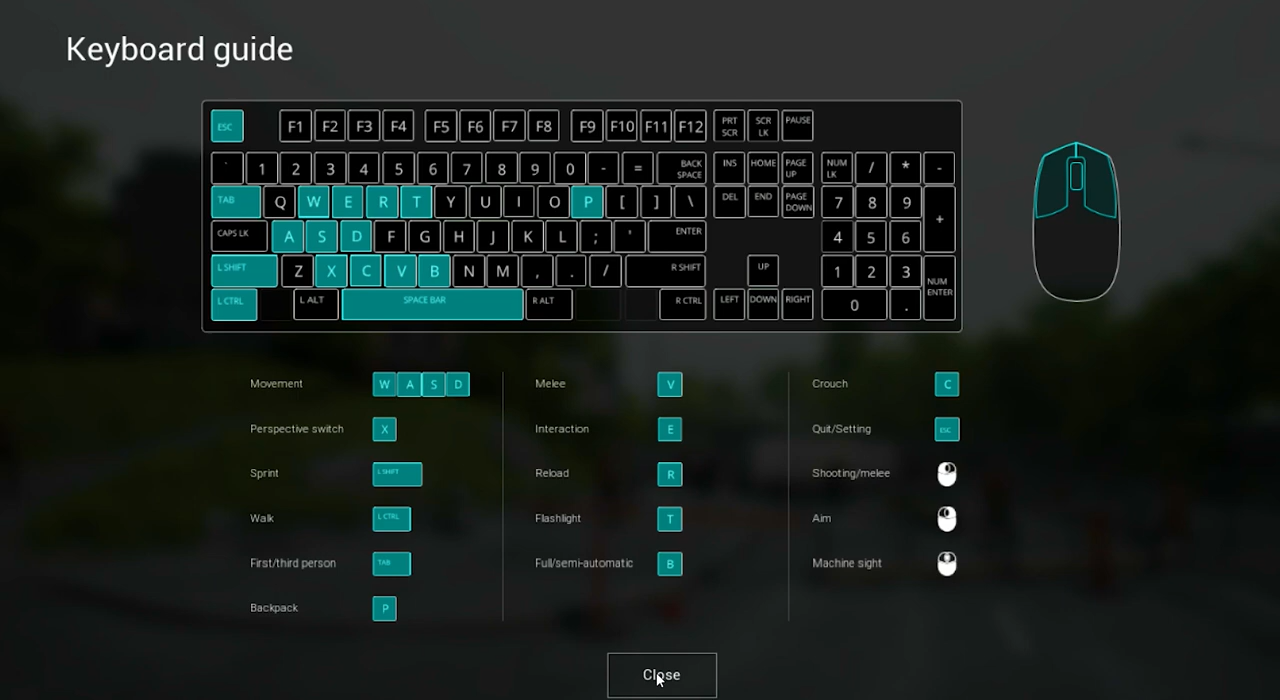 Keyboard guide
ESC F1 F2 F3 F4 F5 F6 F7 F8 F9 F10 F11 F12 PRT SCR SCR LK PAUSE
` 1 2 3 4 5 6 7 8 9 0 - = BACK SPACE INS HOME PAGE UP NUM LK / * -
TAB Q W E R T Y U I O P [ ] \ DEL END PAGE DOWN 7 8 9 +
CAPS LK A S D F G H J K L ; ' ENTER 4 5 6
L SHIFT Z X C V B N M , . / R SHIFT UP 1 2 3 NUM ENTER
L CTRL L ALT SPACE BAR R ALT R CTRL LEFT DOWN RIGHT 0 .
Movement W A S D
Perspective switch X
Sprint L SHIFT
Walk L CTRL
First/third person TAB
Backpack P
Melee V
Interaction E
Reload R
Flashlight T
Full/semi-automatic B
Crouch C
Quit/Setting ESC
Shooting/melee
Aim
Machine sight
Close